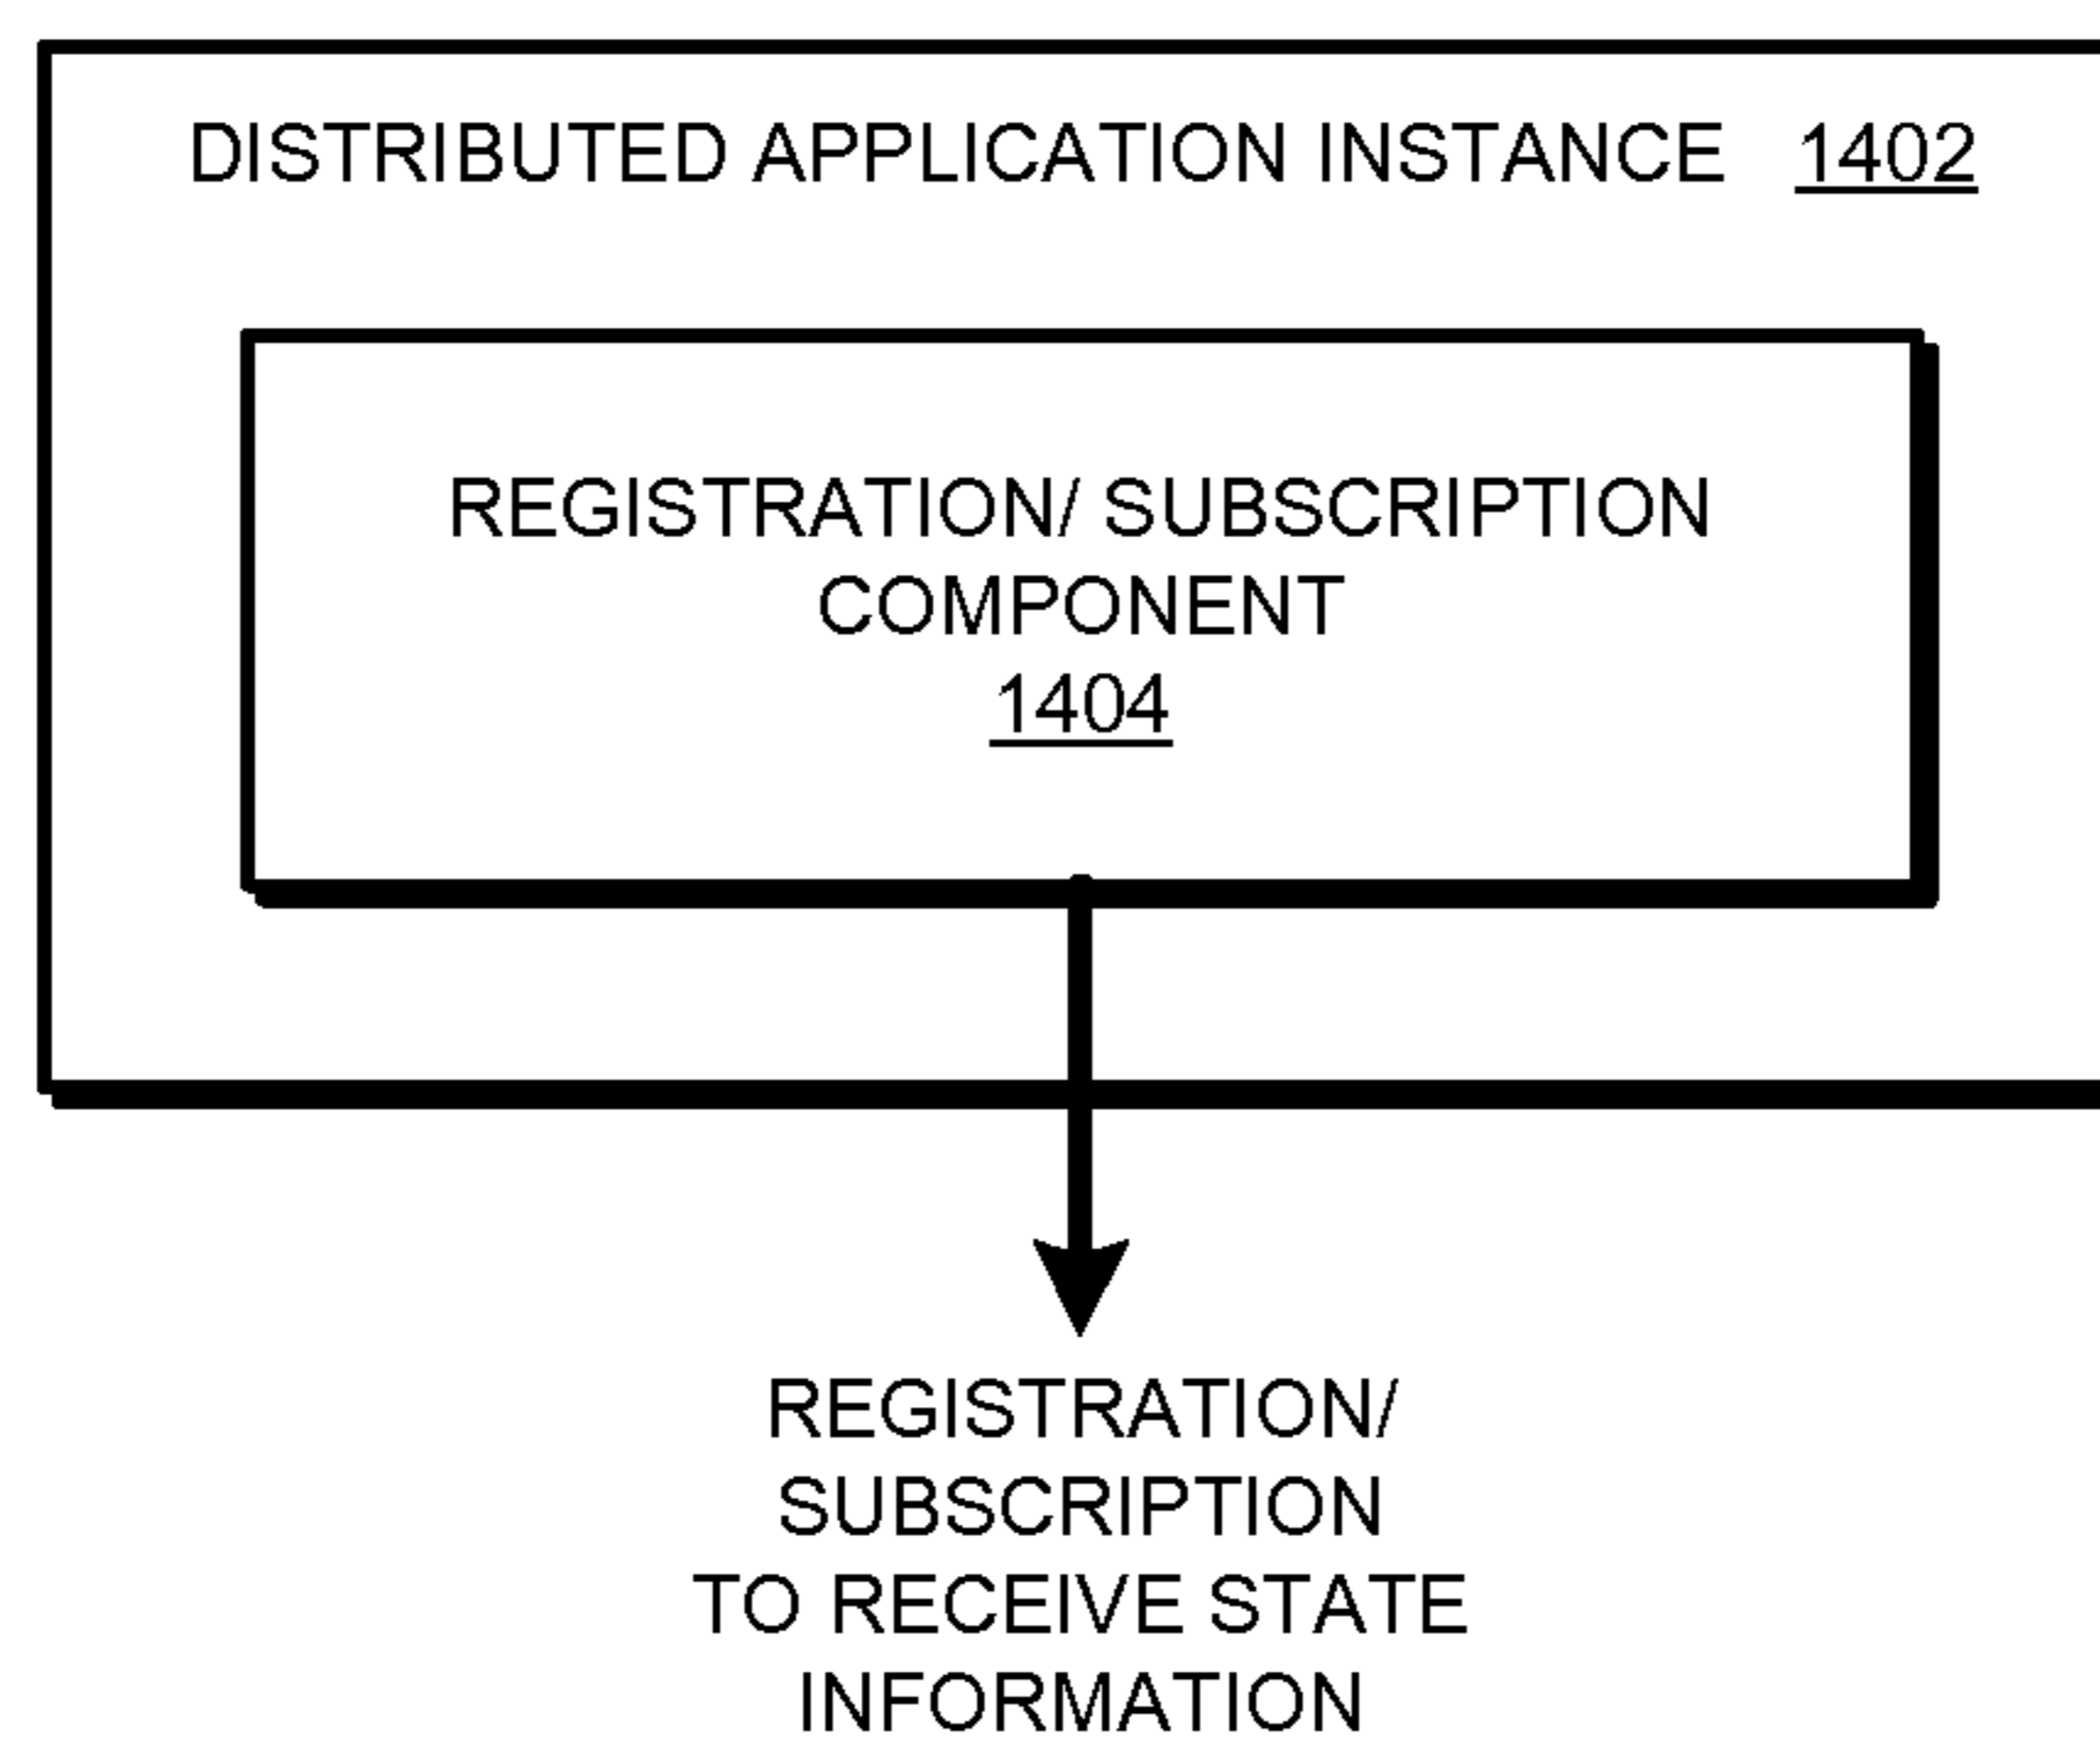 DISTRIBUTED APPLICATION INSTANCE 1402
REGISTRATION/ SUBSCRIPTION
COMPONENT
1404
REGISTRATION/
SUBSCRIPTION
TO RECEIVE STATE
INFORMATION